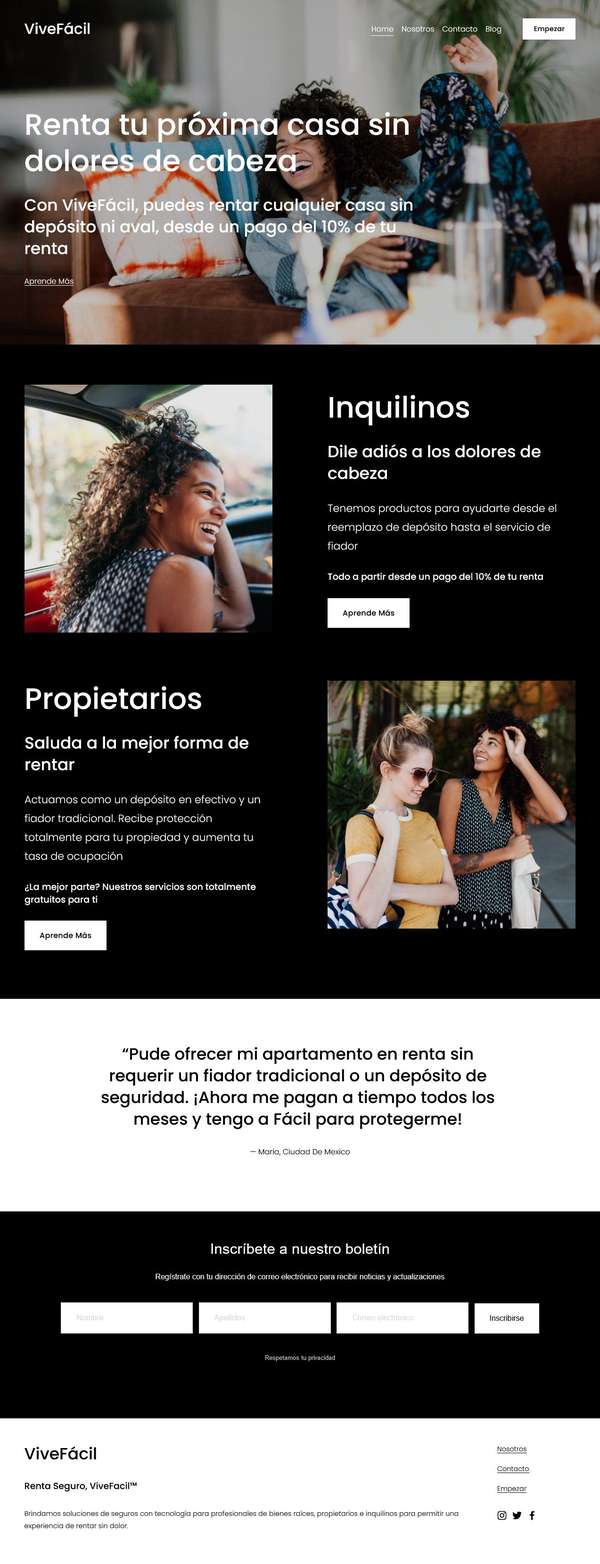 ViveFácil
Home Nosotros Contacto Blog Empezar
Renta tu próxima casa sin
dolores de cabeza
Con ViveFácil, puedes rentar cualquier casa sin
depósito ni aval, desde un pago del 10% de tu
renta
Aprende Más
Inquilinos
Dile adiós a los dolores de
cabeza
Tenemos productos para ayudarte desde el
reemplazo de depósito hasta el servicio de
fiador
Todo a partir desde un pago del 10% de tu renta
Aprende Más
Propietarios
Saluda a la mejor forma de
rentar
Actuamos como un depósito en efectivo y un
fiador tradicional. Recibe protección
totalmente para tu propiedad y aumenta tu
tasa de ocupación
¿La mejor parte? Nuestros servicios son totalmente
gratuitos para ti
Aprende Más
“Pude ofrecer mi apartamento en renta sin
requerir un fiador tradicional o un depósito de
seguridad. ¡Ahora me pagan a tiempo todos los
meses y tengo a Fácil para protegerme!
— Maria, Ciudad De Mexico
Inscríbete a nuestro boletín
Regístrate con tu dirección de correo electrónico para recibir noticias y actualizaciones
Nombre Apellidos Correo electrónico Inscribirse
Respetamos tu privacidad
ViveFácil
Renta Seguro, ViveFacil™
Brindamos soluciones de seguros con tecnología para profesionales de bienes raíces, propietarios e inquilinos para permitir una
experiencia de rentar sin dolor.
Nosotros
Contacto
Empezar